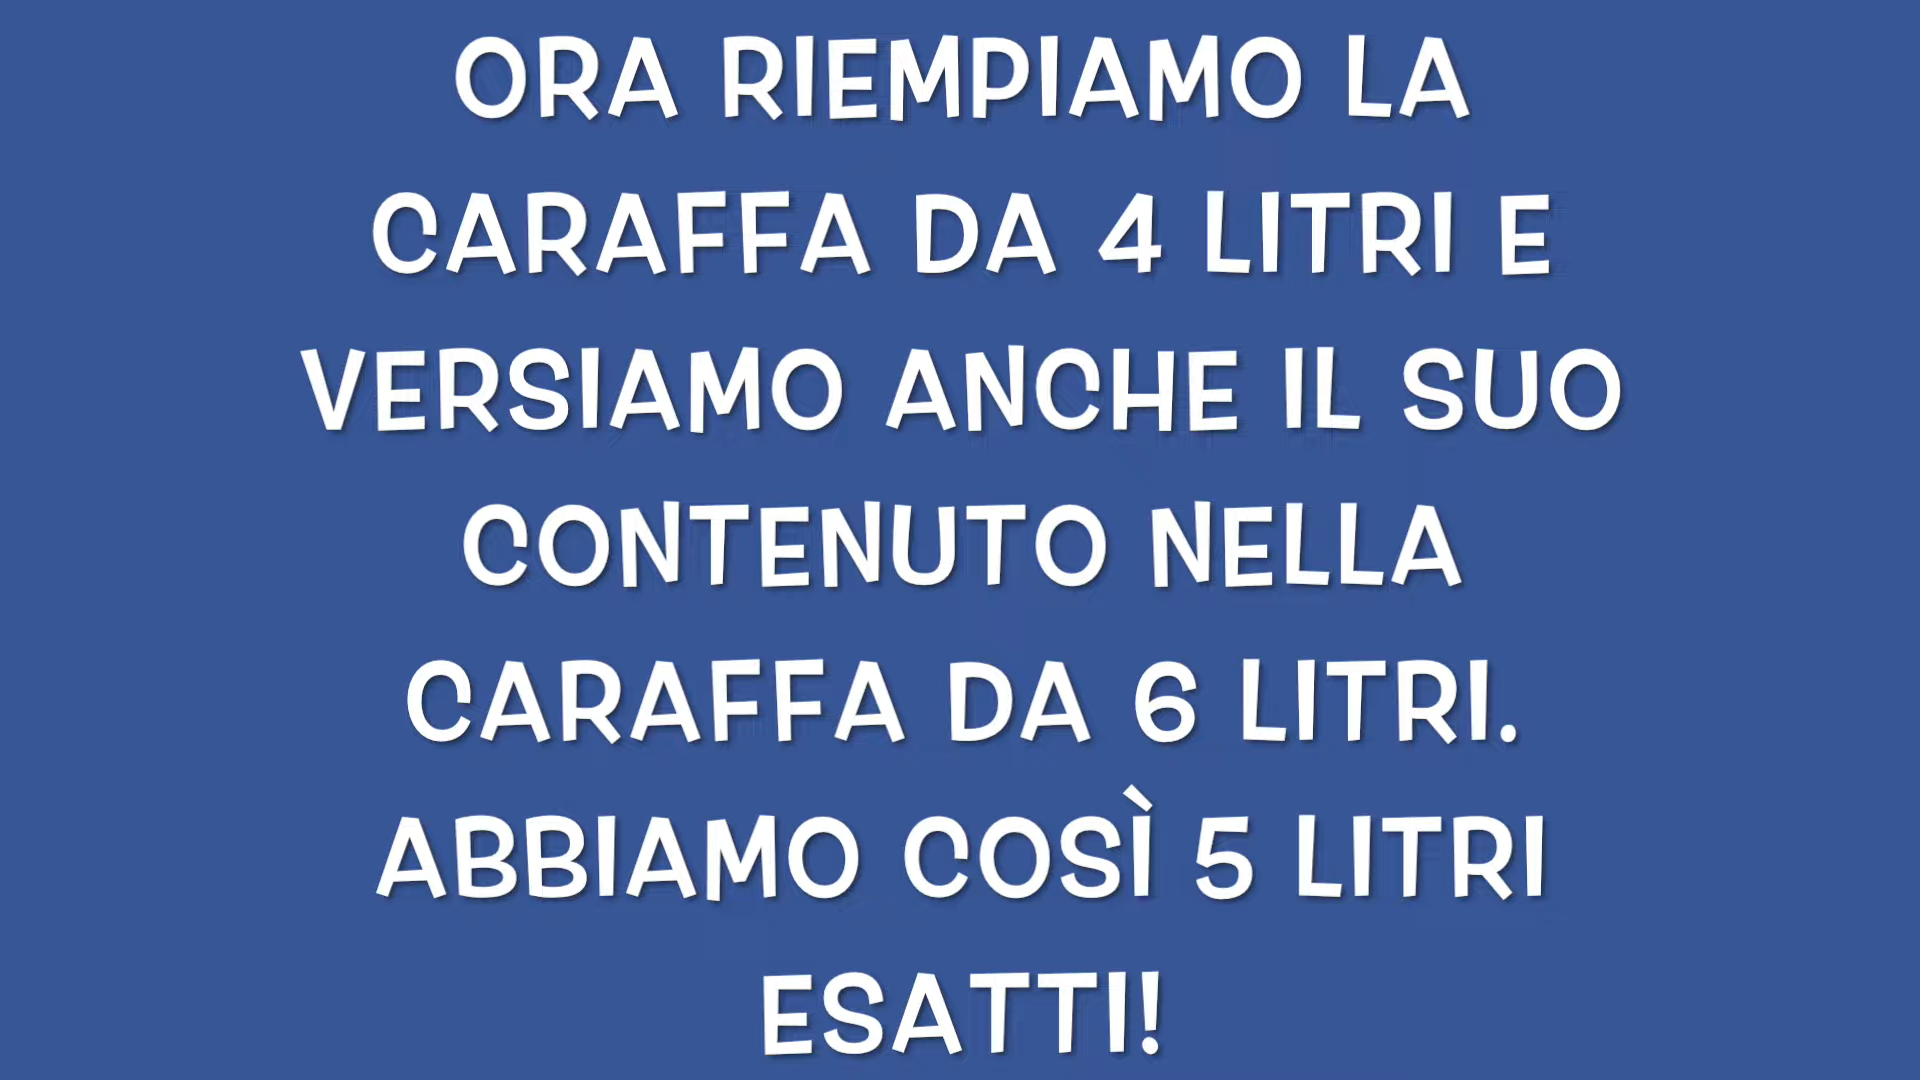 ORA RIEMPIAMO LA
CARAFFA DA 4 LITRI E
VERSIAMO ANCHE IL SUO
CONTENUTO NELLA
CARAFFA DA 6 LITRI.
ABBIAMO COSÌ 5 LITRI
ESATTI!